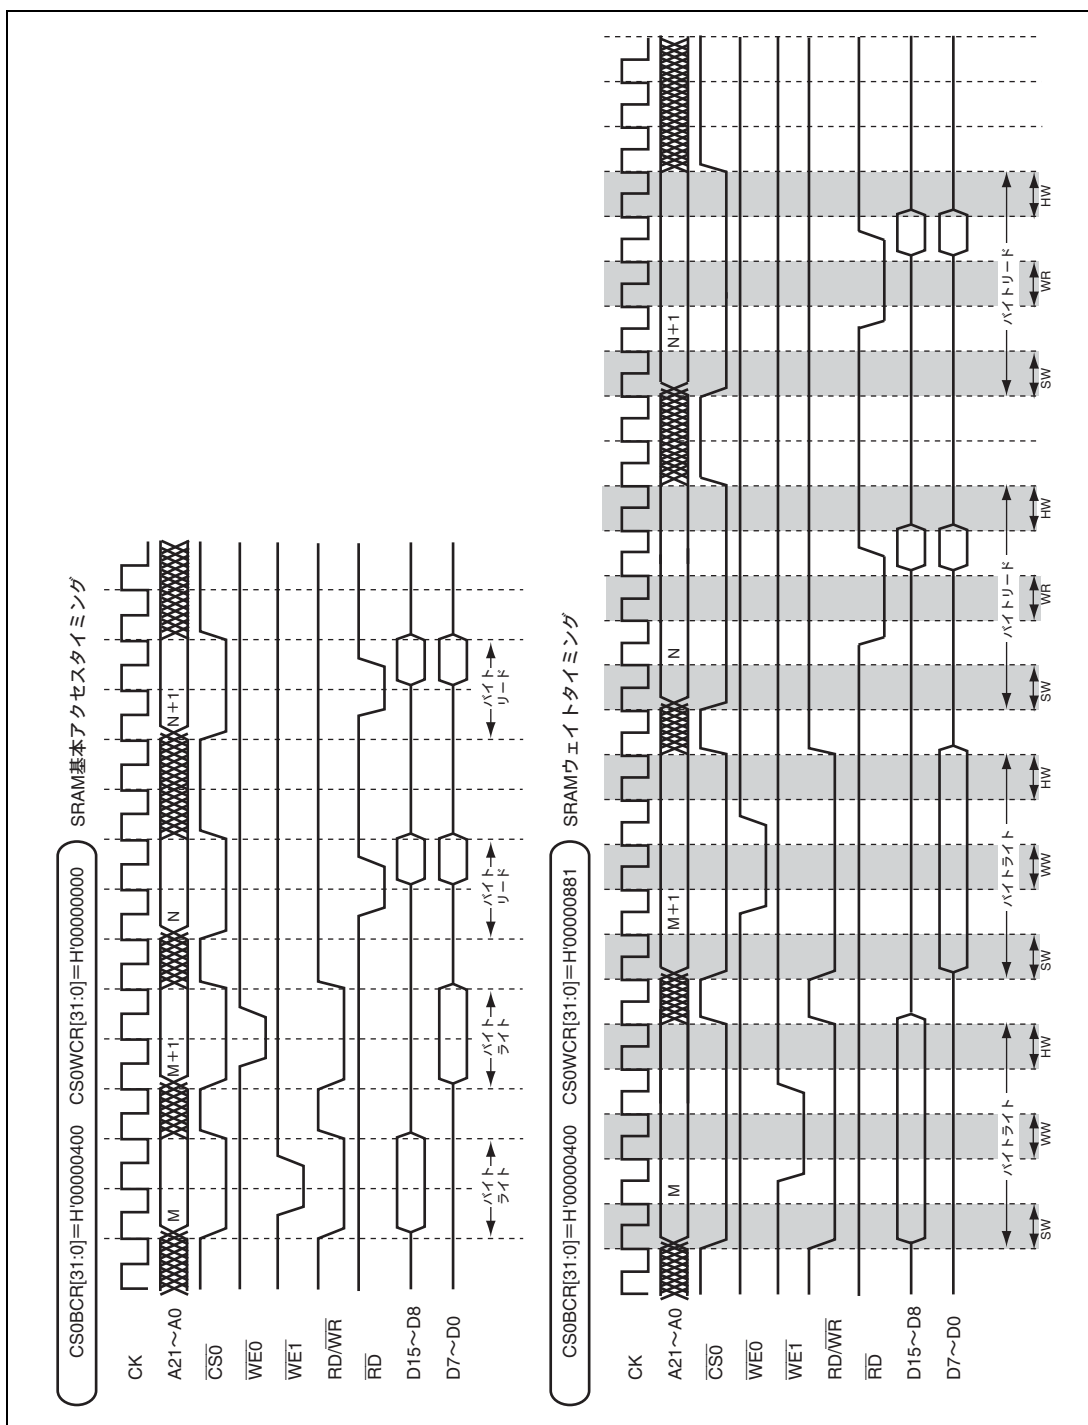 CS0BCR[31:0]=H'00000400 CS0WCR[31:0]=H'00000000 SRAM基本アクセスタイミング
CK
A21～A0 M M+1 N N+1
CS0
WE0
WE1
RD/WR
RD
D15～D8
D7～D0
バイトライト バイトライト バイトリード バイトリード
CS0BCR[31:0]=H'00000400 CS0WCR[31:0]=H'00000881 SRAMウェイトタイミング
CK
A21～A0 M M+1 N N+1
CS0
WE0
WE1
RD/WR
RD
D15～D8
D7～D0
バイトライト バイトライト バイトリード バイトリード
SW WW HW SW WW HW SW WR HW SW WR HW